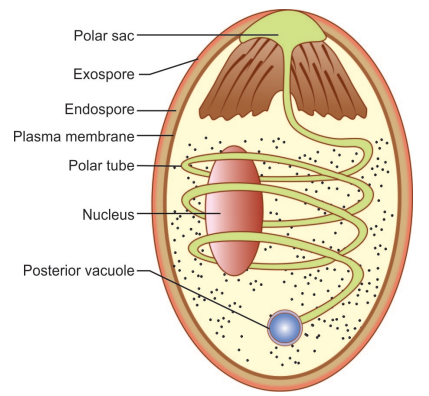 Polar sac
Exospore
Endospore
Plasma membrane
Polar tube
Nucleus
Posterior vacuole